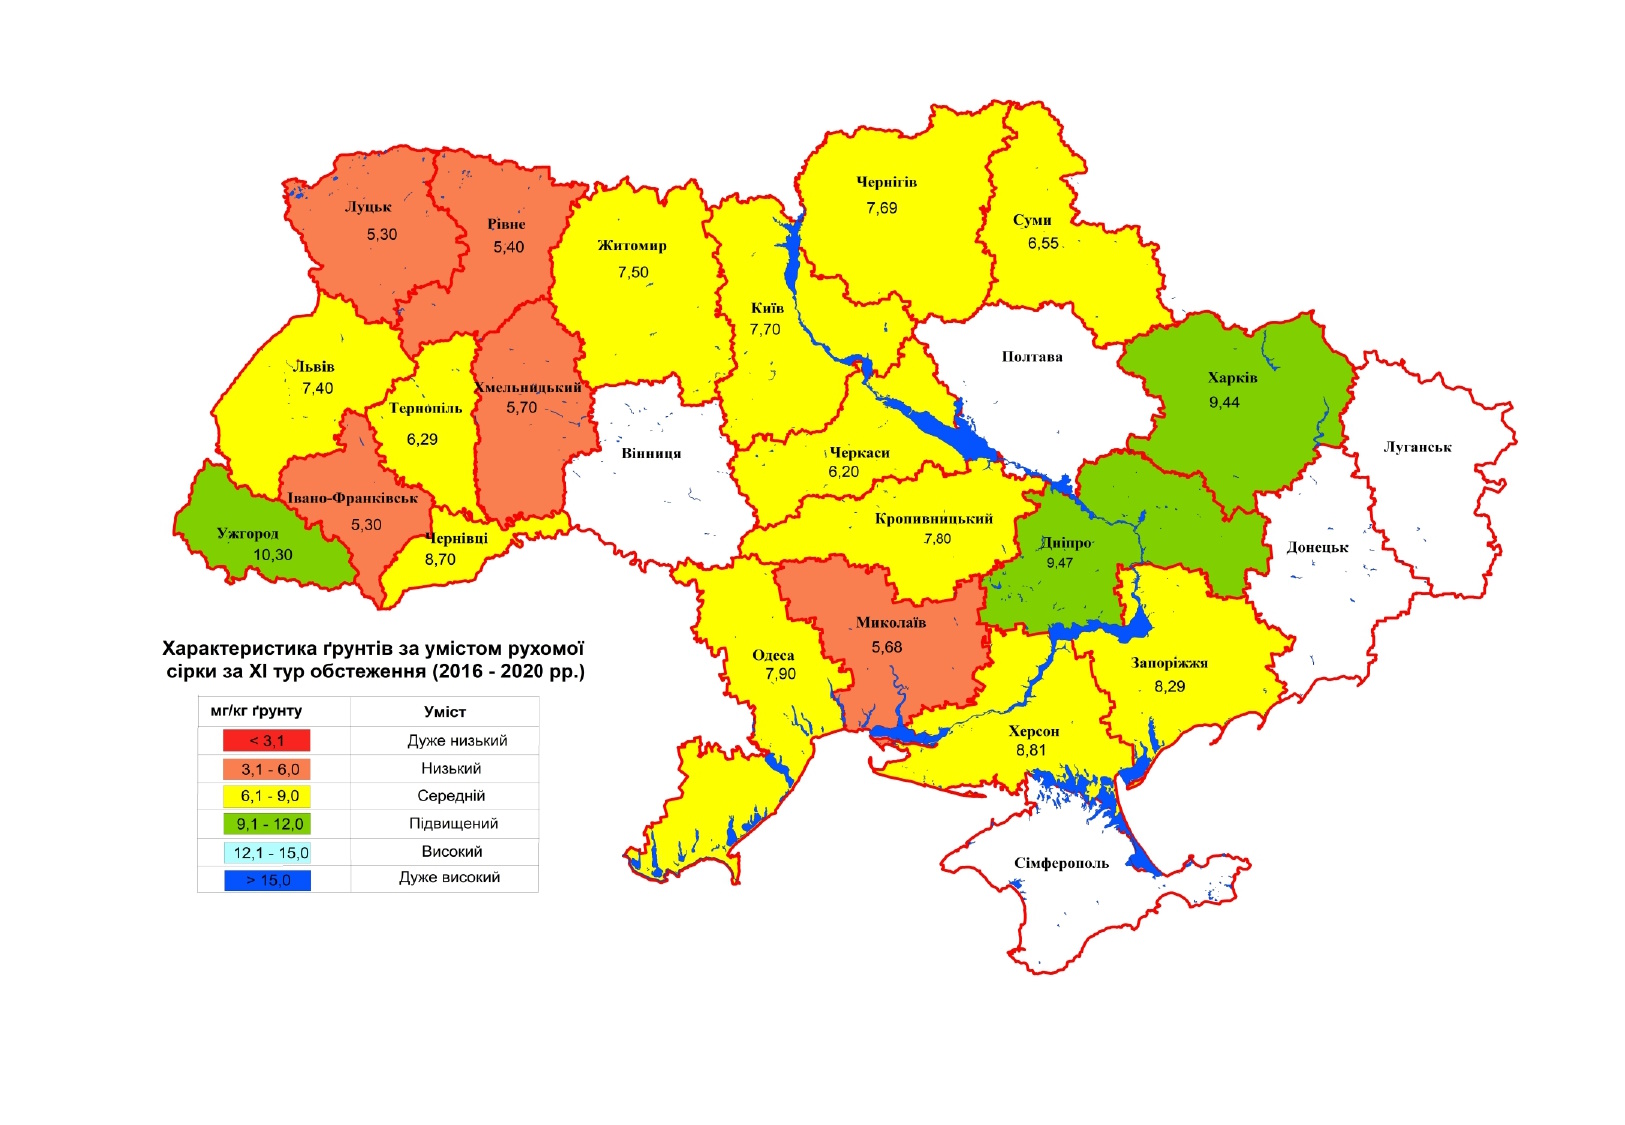 Чернігів
7,69
Луцьк
5,30
Рівне
5,40
Суми
6,55
Житомир
7,50
Київ
7,70
Полтава
Львів
7,40
Хмельницький
5,70
Харків
9,44
Тернопіль
6,29
Вінниця
Черкаси
6,20
Луганськ
Івано-Франківськ
5,30
Кропивницький
7,80
Ужгород
10,30
Чернівці
8,70
Дніпро
9,47
Донецьк
Миколаїв
5,68
Одеса
7,90
Запоріжжя
8,29
Херсон
8,81
Сімферополь
Характеристика ґрунтів за умістом рухомої
сірки за XI тур обстеження (2016 - 2020 рр.)
мг/кг ґрунту Уміст
< 3,1 Дуже низький
3,1 - 6,0 Низький
6,1 - 9,0 Середній
9,1 - 12,0 Підвищений
12,1 - 15,0 Високий
> 15,0 Дуже високий